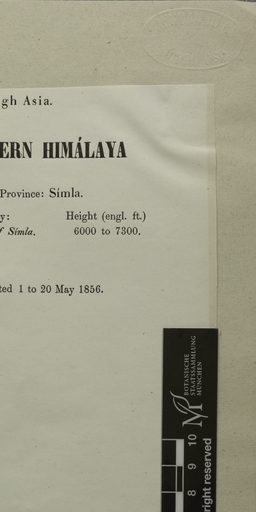 gh Asia.
ERN HIMÁLAYA
Province: Símla.
y: Height (engl. ft.)
f Símla. 6000 to 7300.
ted 1 to 20 May 1856.
BOTANISCHE
STAATSSAMMLUNG
MÜNCHEN
8 9 10
right reserved